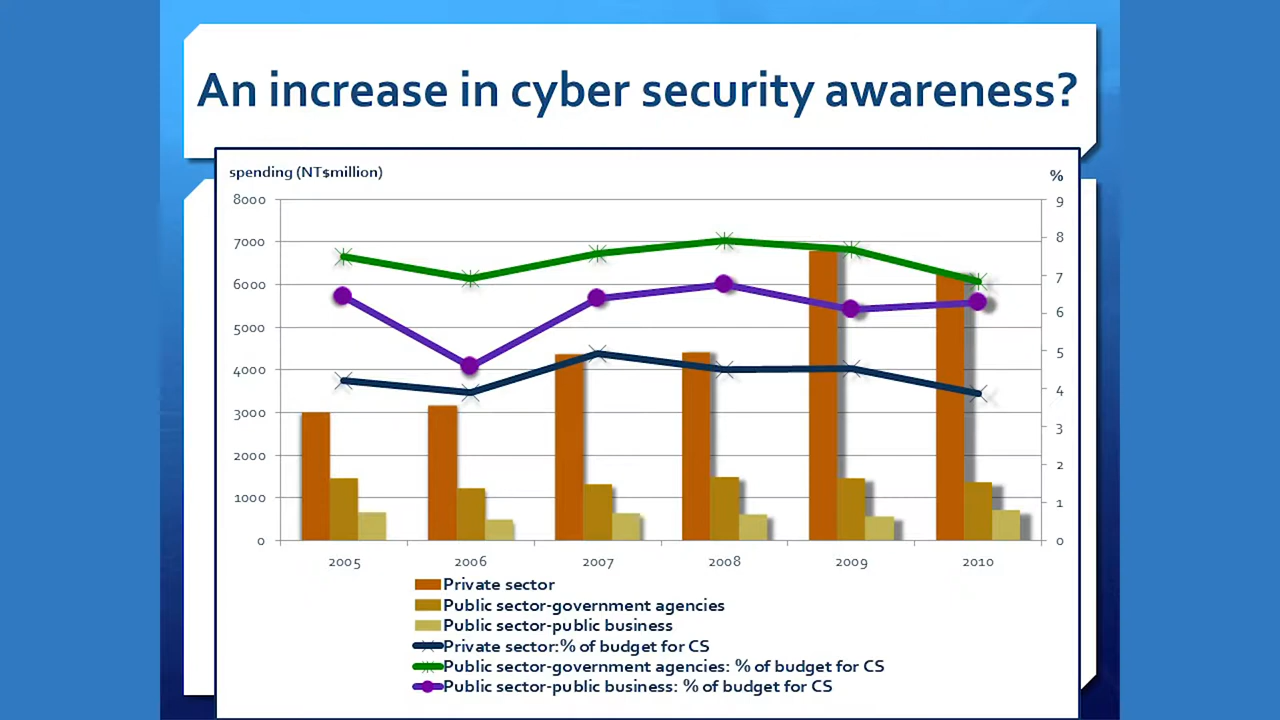 An increase in cyber security awareness?
spending (NT$million)
%
8000
7000
6000
5000
4000
3000
2000
1000
0
9
8
7
6
5
4
3
2
1
0
2005 2006 2007 2008 2009 2010
Private sector
Public sector-government agencies
Public sector-public business
Private sector:% of budget for CS
Public sector-government agencies: % of budget for CS
Public sector-public business: % of budget for CS